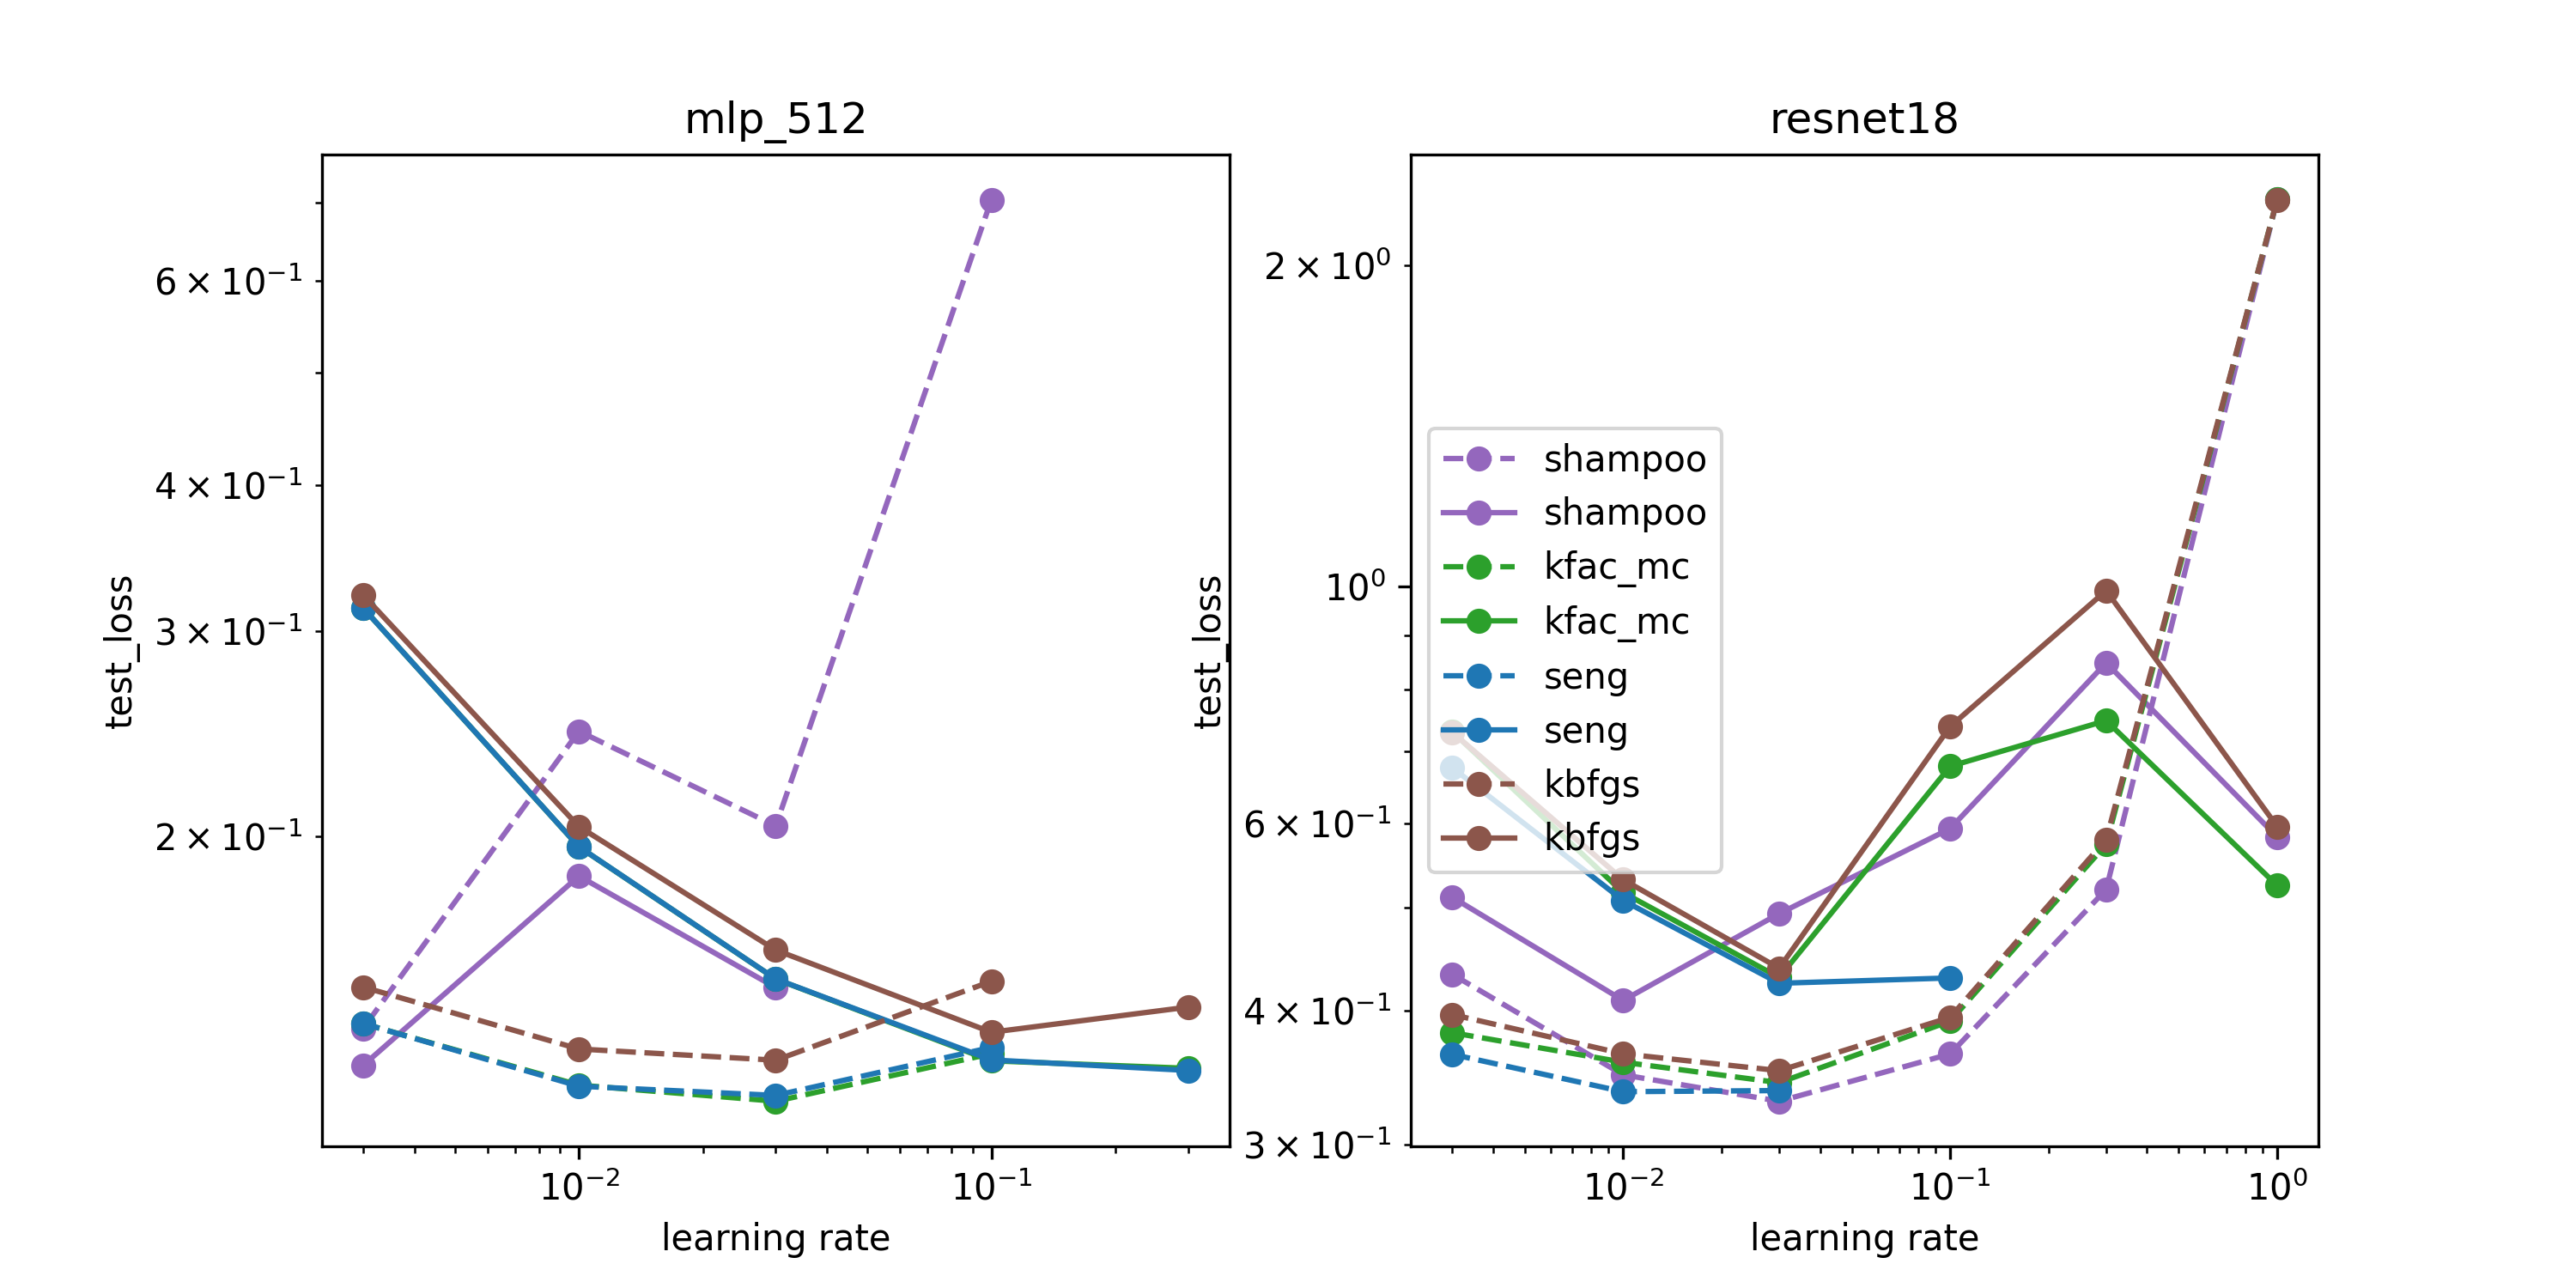 mlp_512
test_loss
6 × 10⁻¹
4 × 10⁻¹
3 × 10⁻¹
2 × 10⁻¹
10⁻²
10⁻¹
learning rate
resnet18
test_loss
2 × 10⁰
10⁰
6 × 10⁻¹
4 × 10⁻¹
3 × 10⁻¹
shampoo
shampoo
kfac_mc
kfac_mc
seng
seng
kbfgs
kbfgs
10⁻²
10⁻¹
10⁰
learning rate